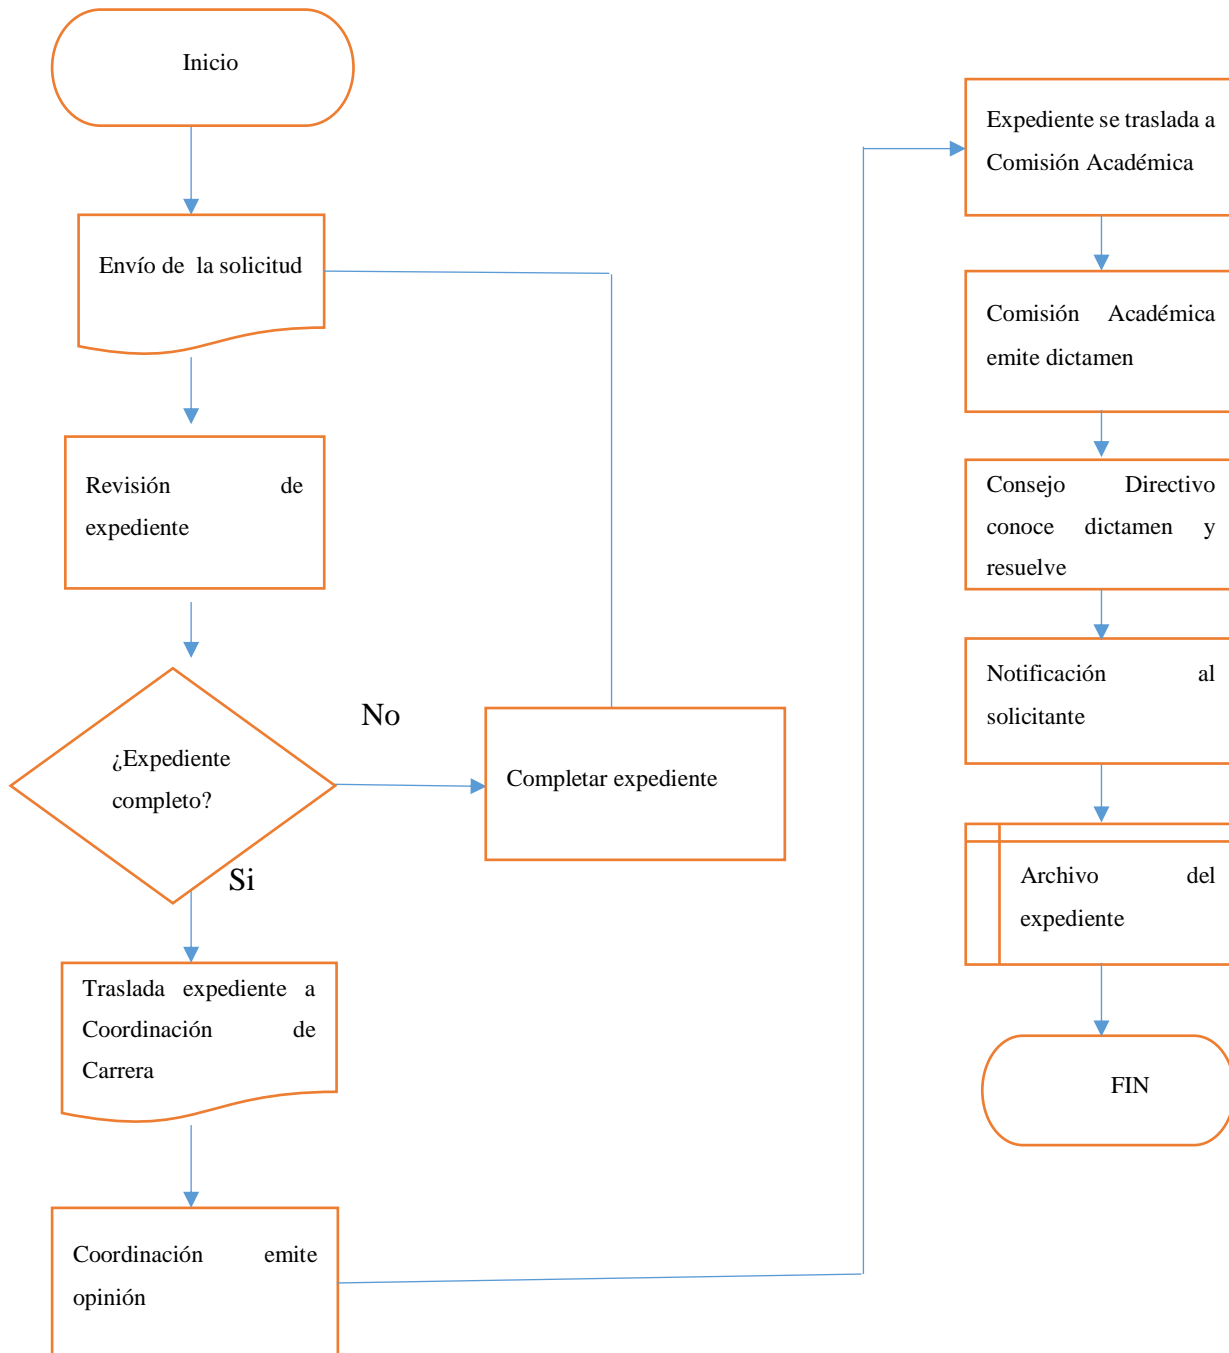 Inicio
Envío de la solicitud
Revisión de
expediente
¿Expediente
completo?
No
Completar expediente
Si
Traslada expediente a
Coordinación de
Carrera
Coordinación emite
opinión
Expediente se traslada a
Comisión Académica
Comisión Académica
emite dictamen
Consejo Directivo
conoce dictamen y
resuelve
Notificación al
solicitante
Archivo del
expediente
FIN